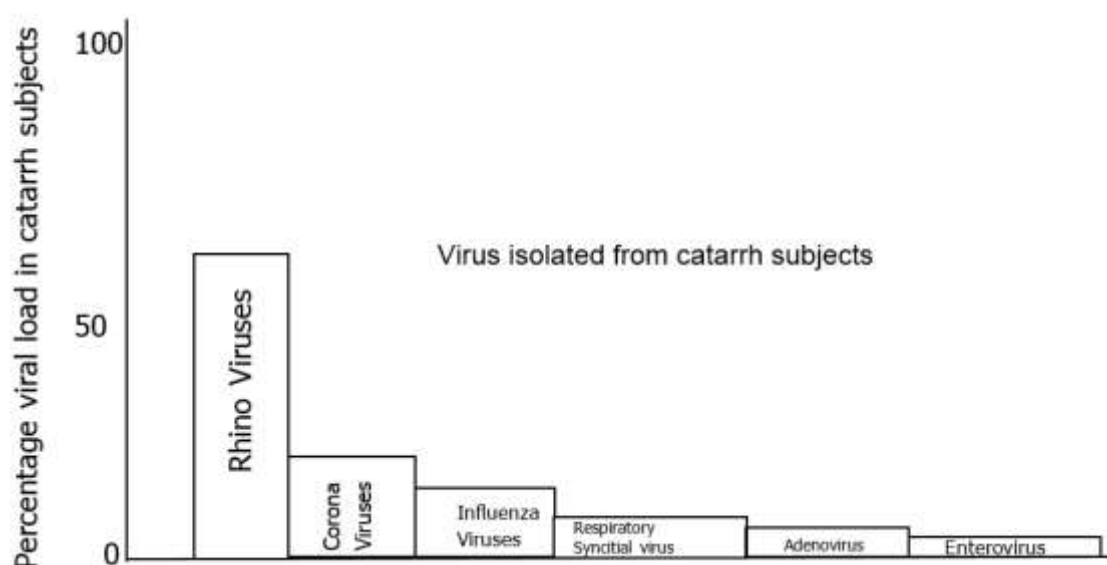 Percentage viral load in catarrh subjects
100
50
0
Virus isolated from catarrh subjects
Rhino Viruses
Corona
Viruses
Influenza
Viruses
Respiratory
Syncitial virus
Adenovirus
Enterovirus